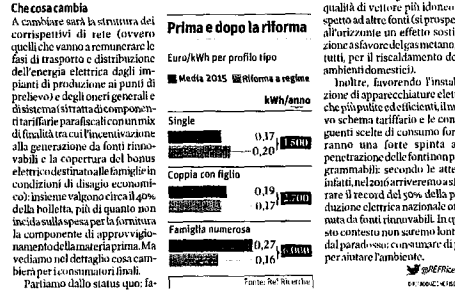 Che cosa cambia
A cambiare sarà la struttura dei
corrispettivi di rete (ovvero
quelli che vanno a remunerare le
fasi di trasporto e distribuzione
dell'energia elettrica dagli im-
pianti di produzione ai punti di
prelievo) e degli oneri generali e
di sistema (si tratta di componen-
ti tariffarie parafiscali con un mix
di finalità tra cui l'incentivazione
alla generazione da fonti rinno-
vabili e la copertura del bonus
elettrico destinato alle famiglie in
condizioni di disagio economi-
co): insieme valgono circa il 40%
della bolletta, più di quanto non
incida sulla spesa per la fornitura
la componente di approvvigio-
namento della materia prima. Ma
vediamo nel dettaglio cosa cam-
bierà per i consumatori finali.
Partiamo dallo status quo: fa-
Prima e dopo la riforma
Euro/kWh per profilo tipo
Media 2015 Riforma a regime
kWh/anno
Single
0,17
0,20
1.500
Coppia con figlio
0,19
0,17
2.700
Famiglia numerosa
0,27
0,16
Fonte: Ref Ricerche
qualità di vettore più idoneo
spetto ad altre fonti (si prospe
all'orizzonte un effetto sosti
zione a sfavore del gas metano
tutti, per il riscaldamento de
ambienti domestici).
Inoltre, favorendo l'instal
zione di apparecchiature elett
che più pulite ed efficienti, il nu
vo schema tariffario e le con
guenti scelte di consumo for
ranno una forte spinta a
penetrazione delle fonti non p
grammabili: secondo le atte
infatti, nel 2016 arriveremo a s
rare il record del 50% della p
duzione elettrica nazionale or
nata da fonti rinnovabili. In q
sto contesto non saremo lont
dal paradosso: consumare di p
per aiutare l'ambiente.
@REFRice